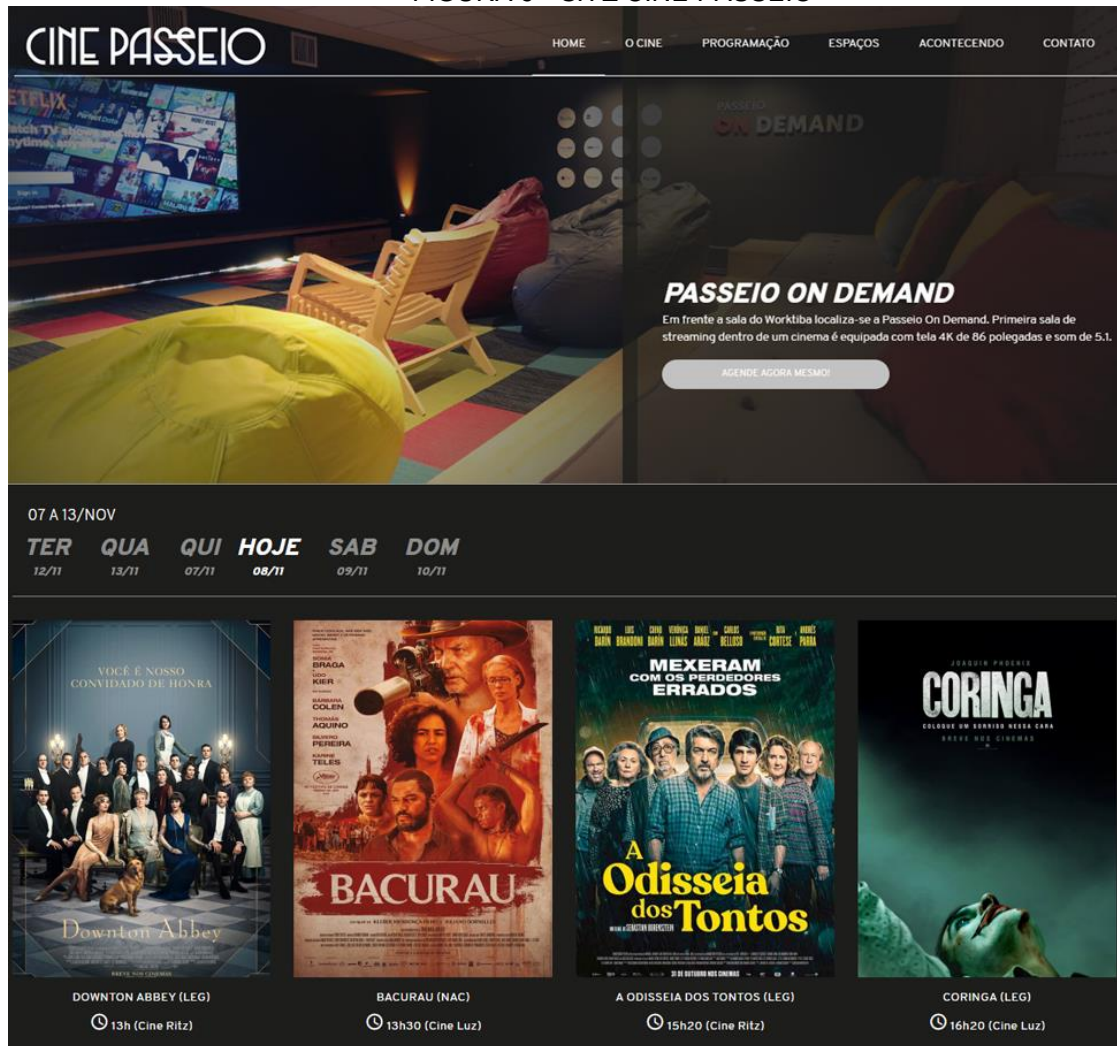 CINE PASSEIO
HOME O CINE PROGRAMAÇÃO ESPAÇOS ACONTECENDO CONTATO
PASSEIO
ON DEMAND
PASSEIO ON DEMAND
Em frente a sala do Worktiba localiza-se a Passeio On Demand. Primeira sala de
streaming dentro de um cinema é equipada com tela 4K de 86 polegadas e som de 5.1.
AGENDE AGORA MESMO!
07 A 13/NOV
TER QUA QUI HOJE SAB DOM
12/11 13/11 07/11 08/11 09/11 10/11
VOCÊ É NOSSO
CONVIDADO DE HONRA
Downton Abbey
BREVE NOS CINEMAS
DOWNTON ABBEY (LEG)
13h (Cine Ritz)
SONIA
BRAGA
UDO
KIER
BÁRBARA
COLEN
THOMAS
AQUINO
SILVERO
PEREIRA
KARINE
TELES
BACURAU
BACURAU (NAC)
13h30 (Cine Luz)
RICARDO DARÍN LUIS BRANDONI CHINO DARÍN VERÓNICA LLINÁS DANIEL ARÁOZ CARLOS BELLOSO RITA CORTESE ANDRÉS PARRA
MEXERAM
COM OS PERDEDORES
ERRADOS
A
Odisseia
dos Tontos
31 DE OUTUBRO NOS CINEMAS
A ODISSEIA DOS TONTOS (LEG)
15h20 (Cine Ritz)
JOAQUIN PHOENIX
CORINGA
COLOQUE UM SORRISO NESSA CARA
BREVE NOS CINEMAS
CORINGA (LEG)
16h20 (Cine Luz)